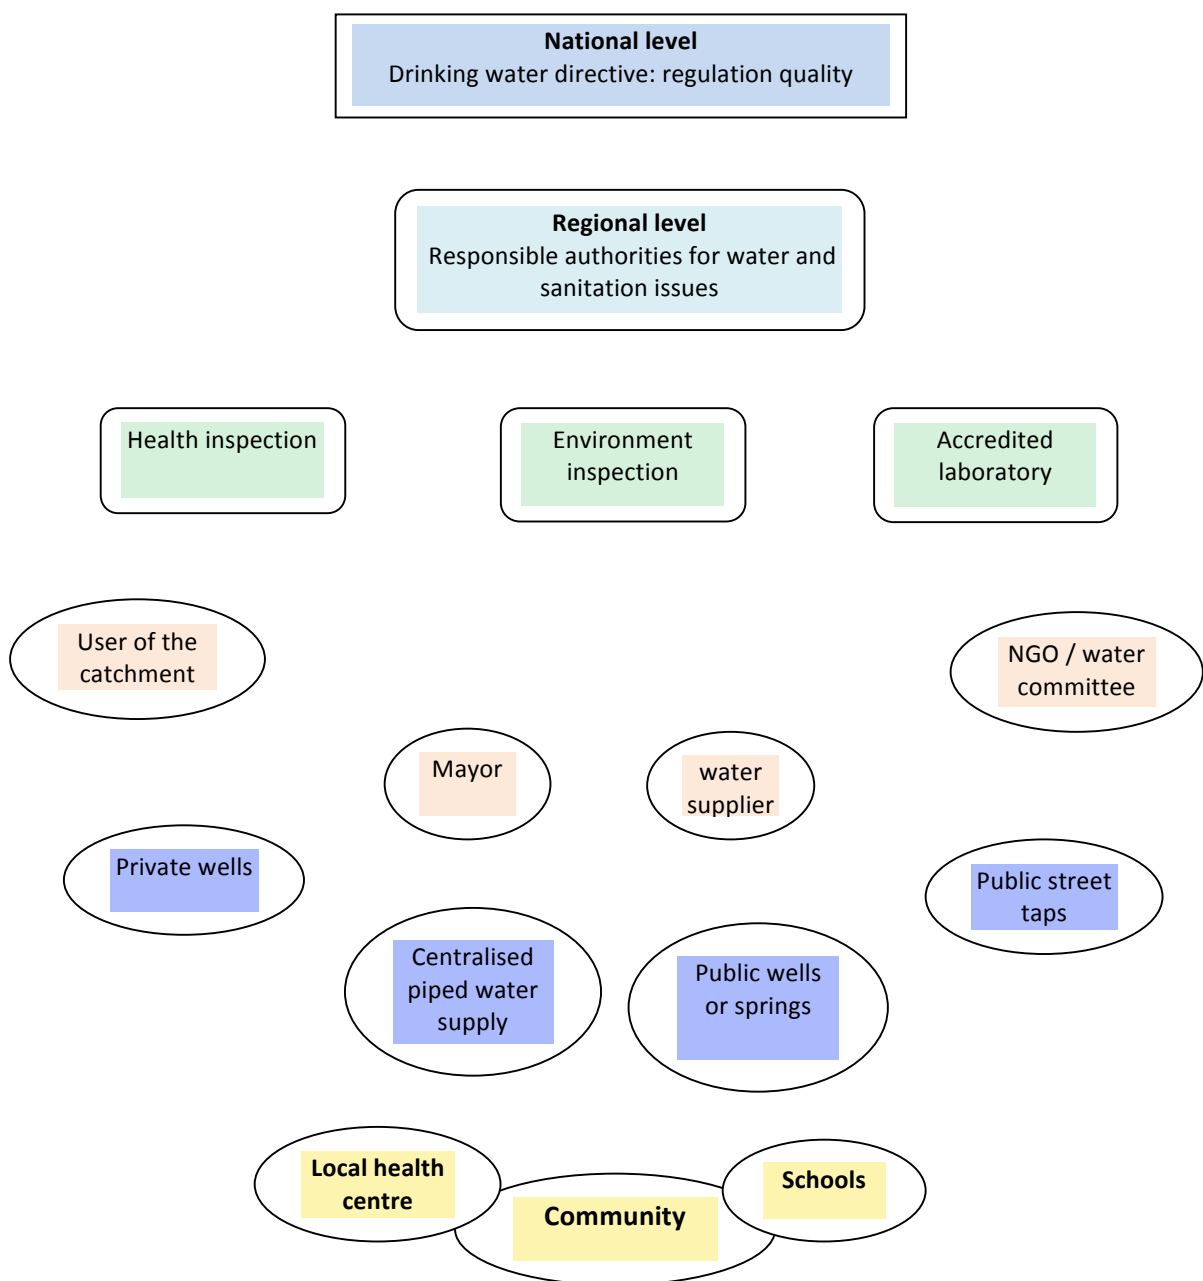 National level
Drinking water directive: regulation quality
Regional level
Responsible authorities for water and
sanitation issues
Health inspection
Environment
inspection
Accredited
laboratory
User of the
catchment
NGO / water
committee
Mayor
water
supplier
Private wells
Public street
taps
Centralised
piped water
supply
Public wells
or springs
Local health
centre
Community
Schools